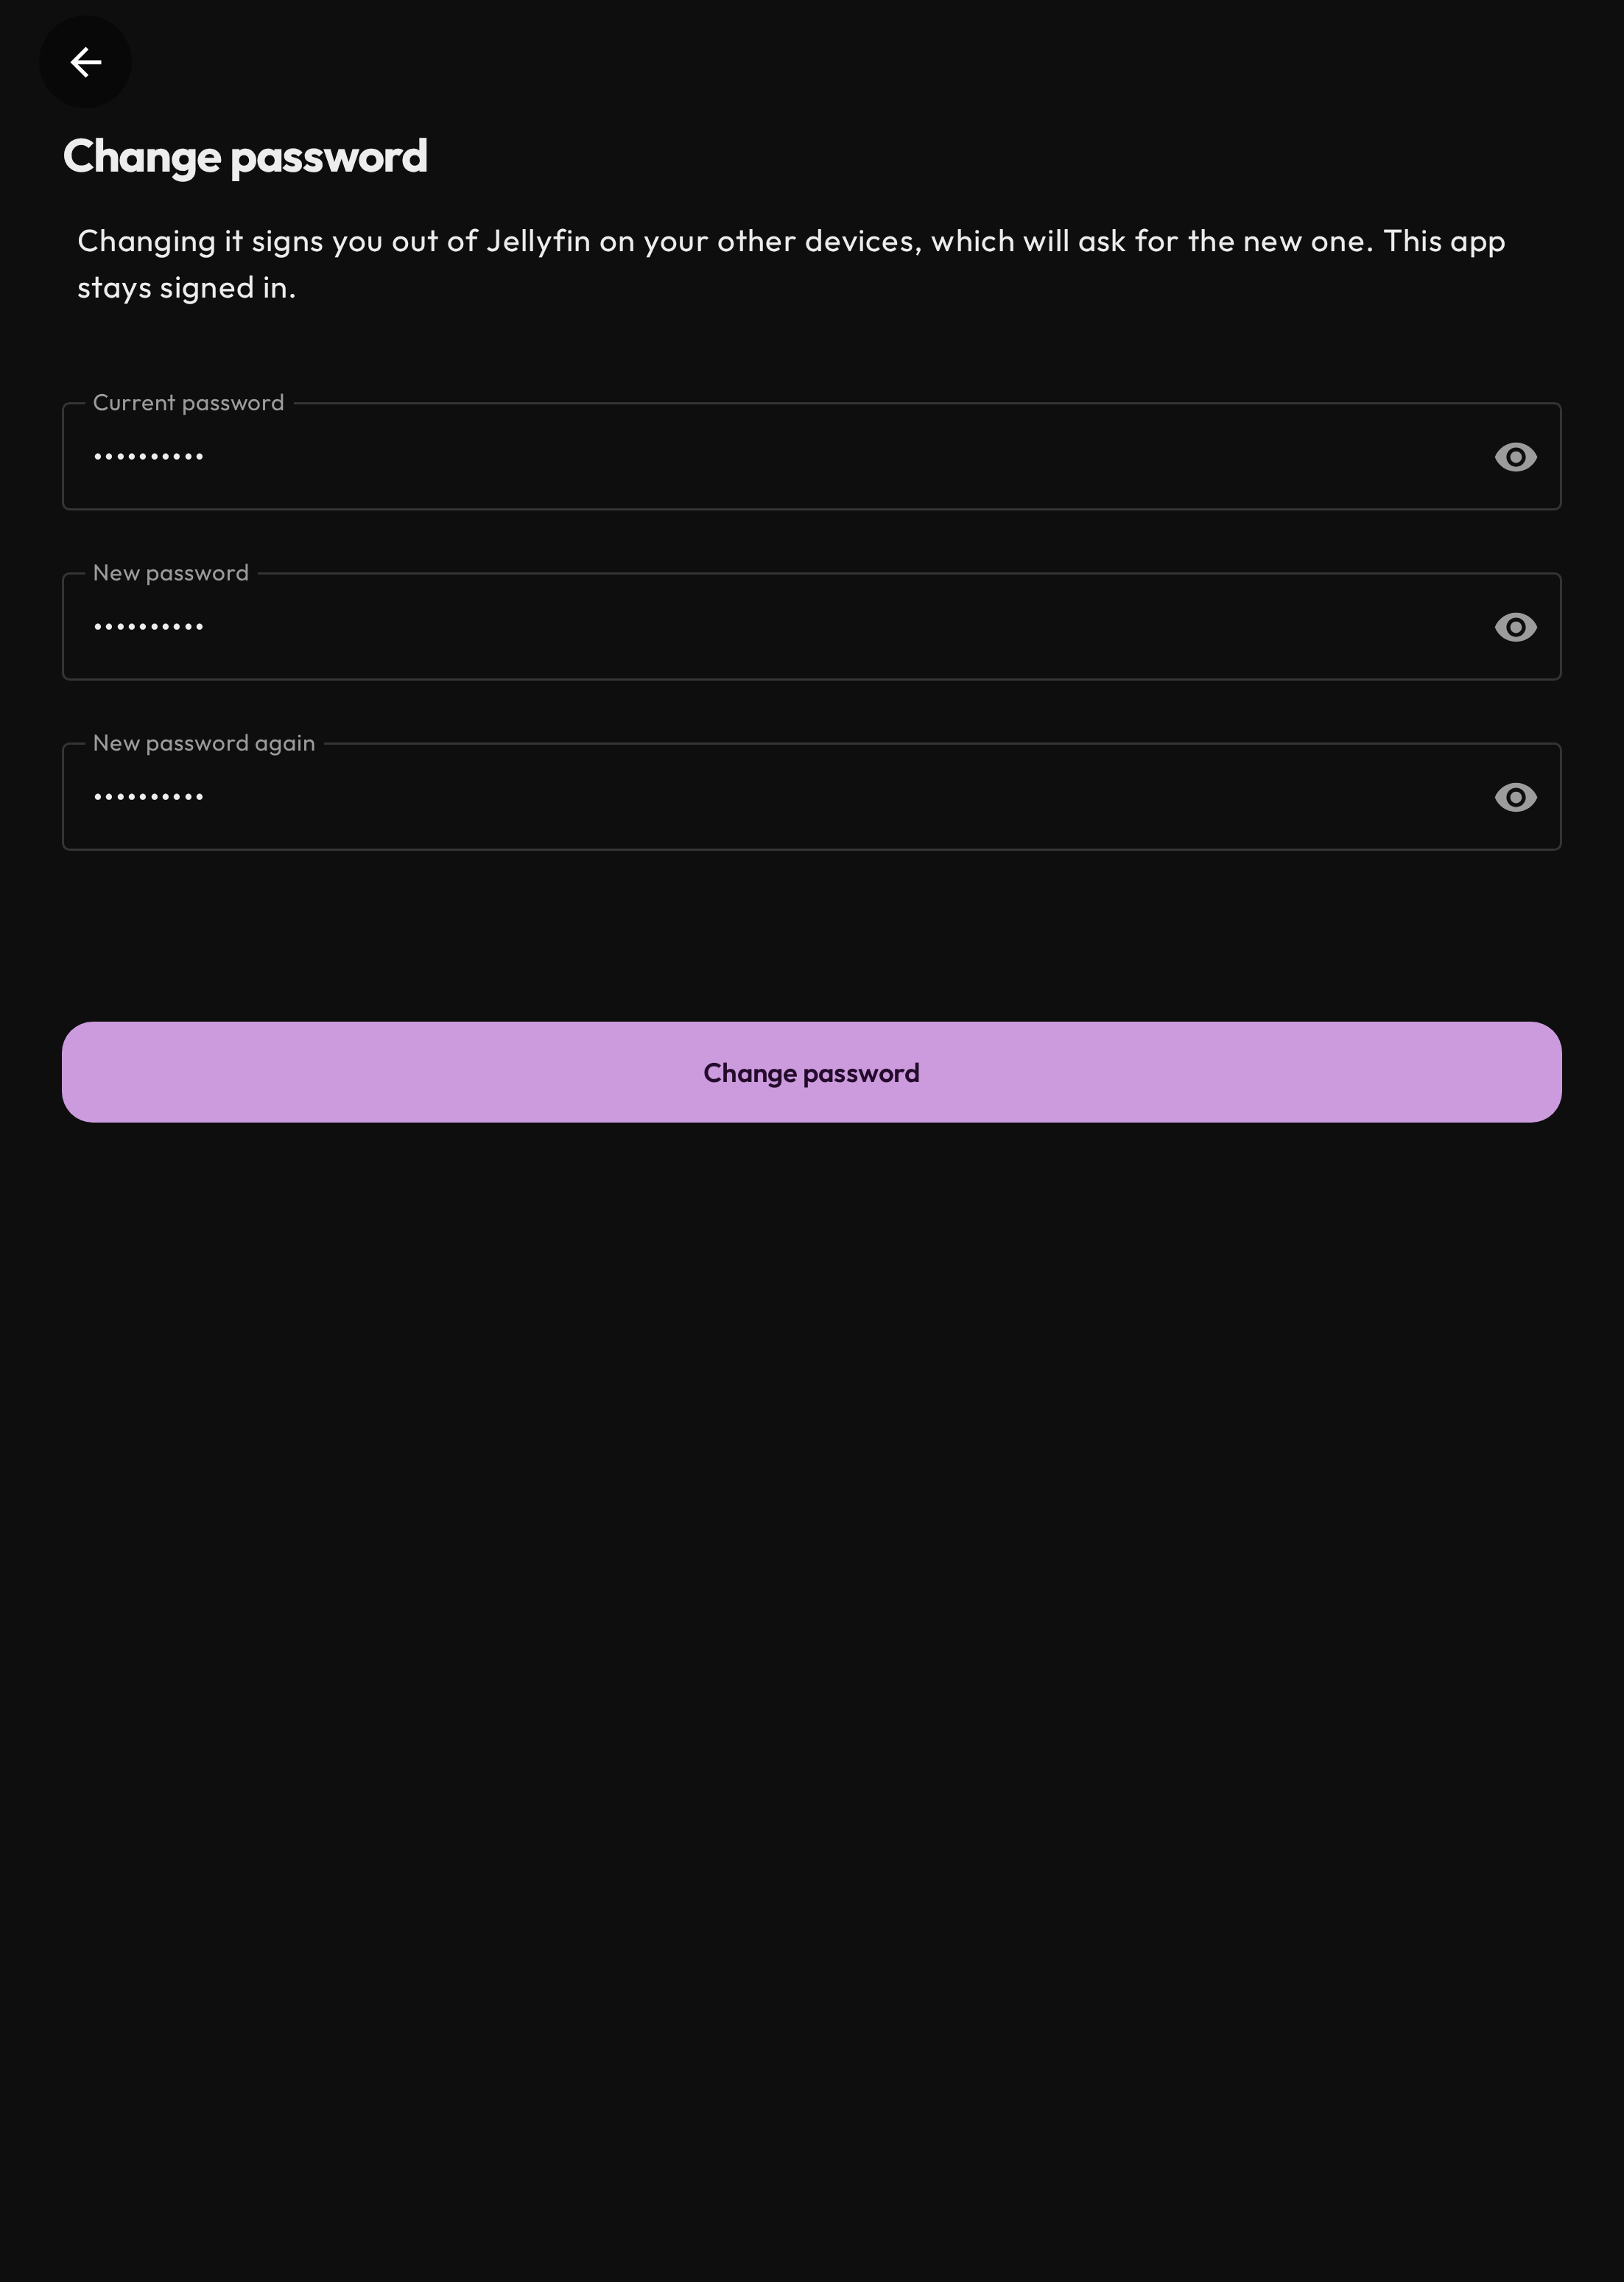 Change password
Changing it signs you out of Jellyfin on your other devices, which will ask for the new one. This app
stays signed in.
Current password
••••••••••
New password
••••••••••
New password again
••••••••••
Change password